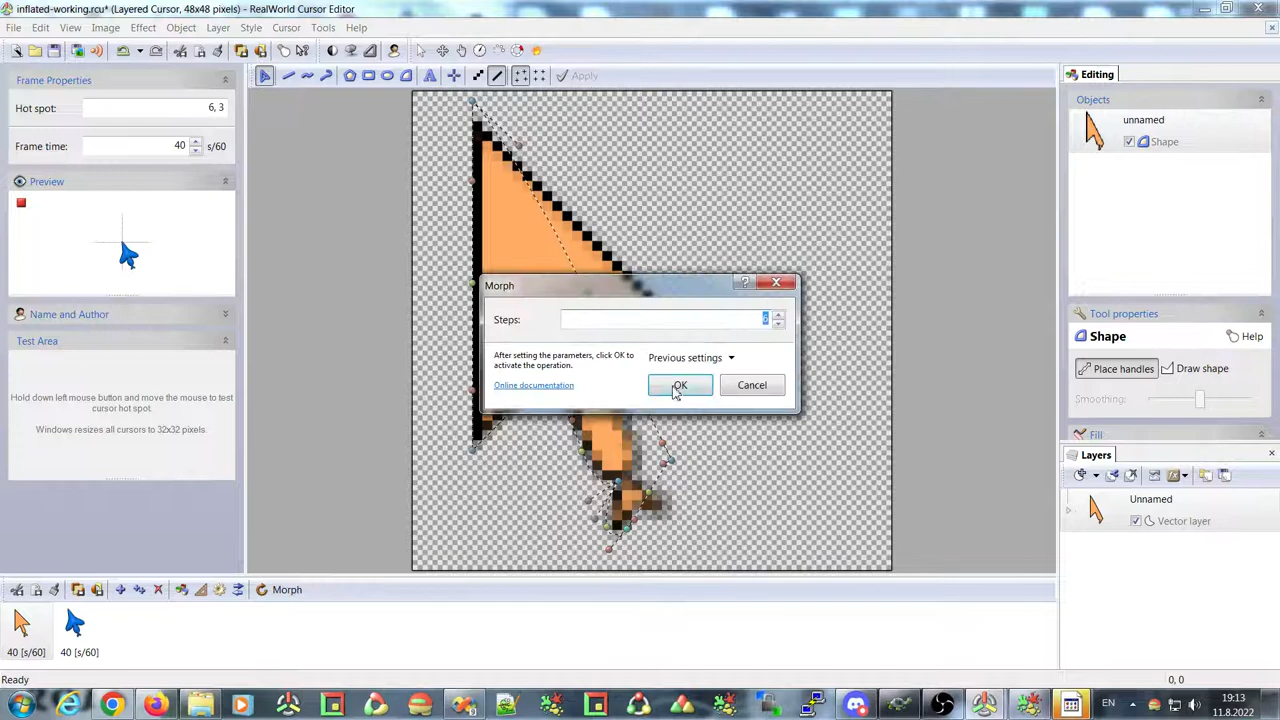 inflated-working.rcu* (Layered Cursor, 48x48 pixels) - RealWorld Cursor Editor
File Edit View Image Effect Object Layer Style Cursor Tools Help
Apply
Frame Properties
Hot spot: 6, 3
Frame time: 40 s/60
Preview
Name and Author
Test Area
Hold down left mouse button and move the mouse to test cursor hot spot.
Windows resizes all cursors to 32x32 pixels.
Morph
Steps: 6
After setting the parameters, click OK to activate the operation.
Online documentation
Previous settings
OK
Cancel
Editing
Objects
unnamed
Shape
Tool properties
Shape
Help
Place handles
Draw shape
Smoothing:
Fill
Layers
Unnamed
Vector layer
Morph
40 [s/60]
40 [s/60]
Ready
0, 0
EN
19:13
11.8.2022